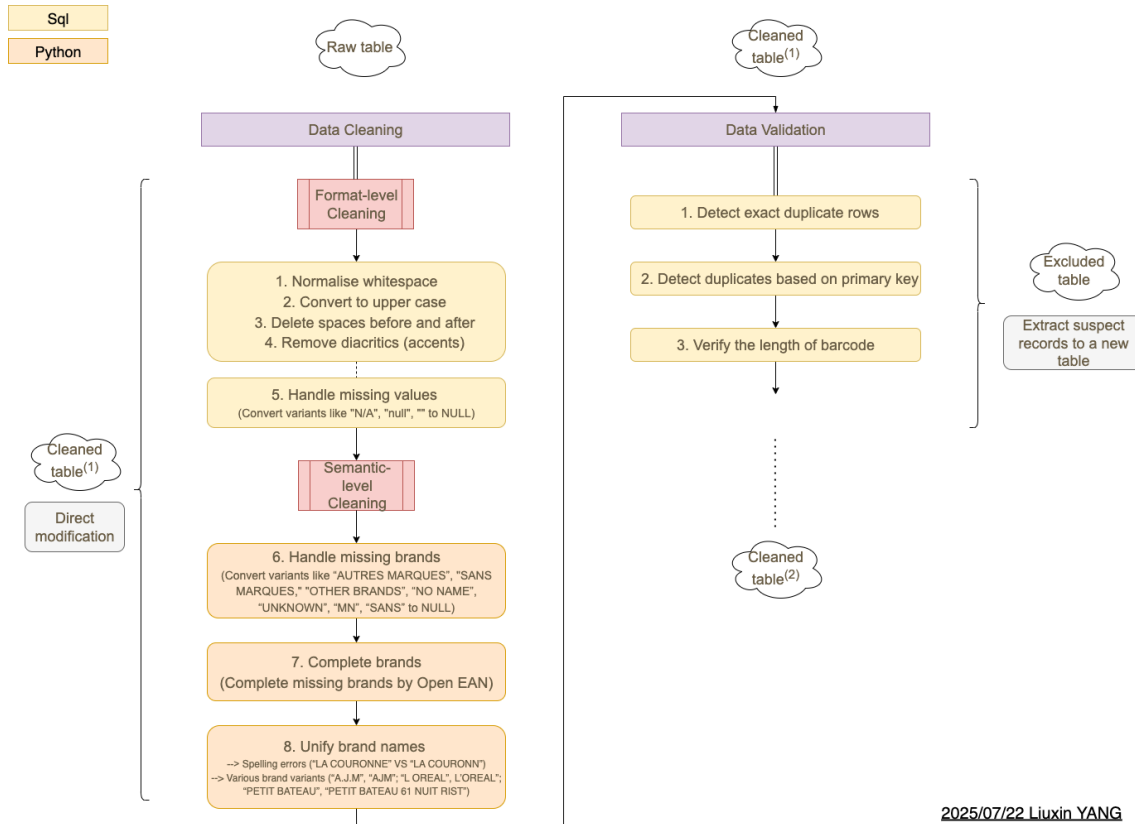 Sql
Python
Raw table
Data Cleaning
Format-level
Cleaning
1. Normalise whitespace
2. Convert to upper case
3. Delete spaces before and after
4. Remove diacritics (accents)
5. Handle missing values
(Convert variants like "N/A", "null", "" to NULL)
Cleaned
table(1)
Direct
modification
Semantic-
level
Cleaning
6. Handle missing brands
(Convert variants like “AUTRES MARQUES”, "SANS
MARQUES," "OTHER BRANDS”, “NO NAME”,
“UNKNOWN”, “MN”, “SANS” to NULL)
7. Complete brands
(Complete missing brands by Open EAN)
8. Unify brand names
--> Spelling errors (“LA COURONNE” VS “LA COURONN”)
--> Various brand variants (“A.J.M”, “AJM”; “L OREAL”, L’OREAL”;
“PETIT BATEAU”, “PETIT BATEAU 61 NUIT RIST”)
Cleaned
table(1)
Data Validation
1. Detect exact duplicate rows
2. Detect duplicates based on primary key
3. Verify the length of barcode
Excluded
table
Extract suspect
records to a new
table
Cleaned
table(2)
2025/07/22 Liuxin YANG